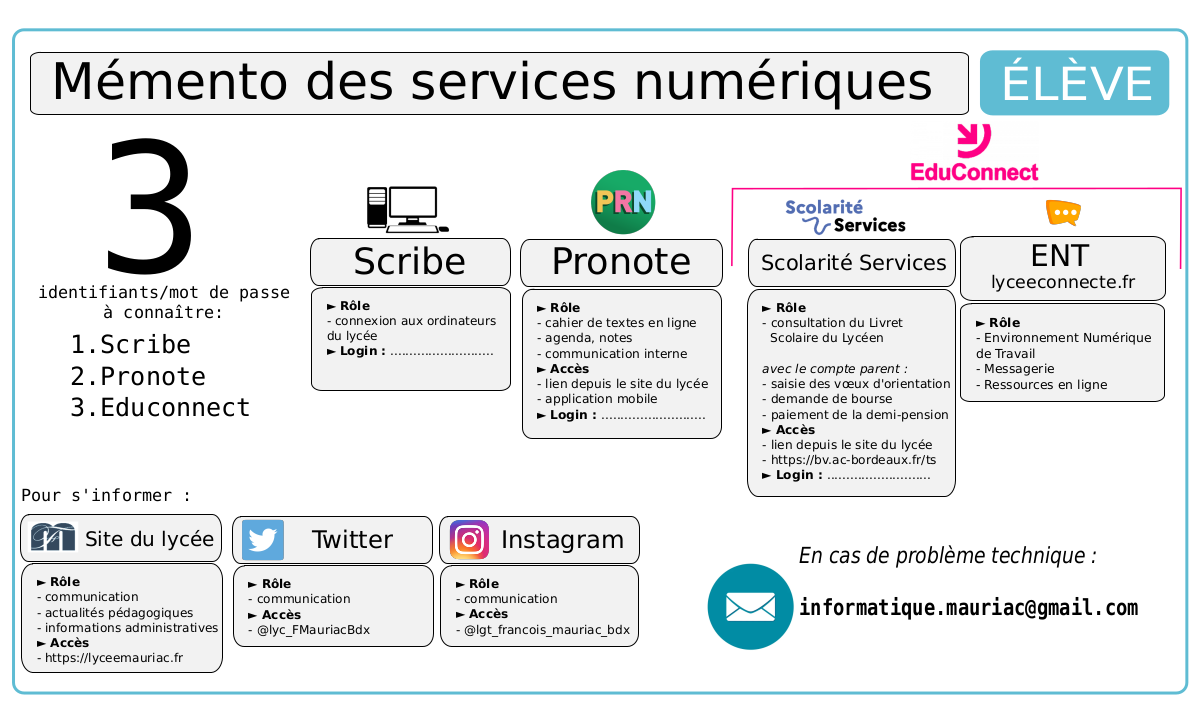 Mémento des services numériques
ÉLÈVE
3
identifiants/mot de passe
à connaître:
1.Scribe
2.Pronote
3.Educonnect
Scribe
► Rôle
- connexion aux ordinateurs
du lycée
► Login : ...........................
PRN
Pronote
► Rôle
- cahier de textes en ligne
- agenda, notes
- communication interne
► Accès
- lien depuis le site du lycée
- application mobile
► Login : ...........................
EduConnect
Scolarité
Services
Scolarité Services
► Rôle
- consultation du Livret
Scolaire du Lycéen
avec le compte parent :
- saisie des vœux d'orientation
- demande de bourse
- paiement de la demi-pension
► Accès
- lien depuis le site du lycée
- https://bv.ac-bordeaux.fr/ts
► Login : ...........................
ENT
lyceeconnecte.fr
► Rôle
- Environnement Numérique
de Travail
- Messagerie
- Ressources en ligne
Pour s'informer :
Site du lycée
► Rôle
- communication
- actualités pédagogiques
- informations administratives
► Accès
- https://lyceemauriac.fr
Twitter
► Rôle
- communication
► Accès
- @lyc_FMauriacBdx
Instagram
► Rôle
- communication
► Accès
- @lgt_francois_mauriac_bdx
En cas de problème technique :
informatique.mauriac@gmail.com